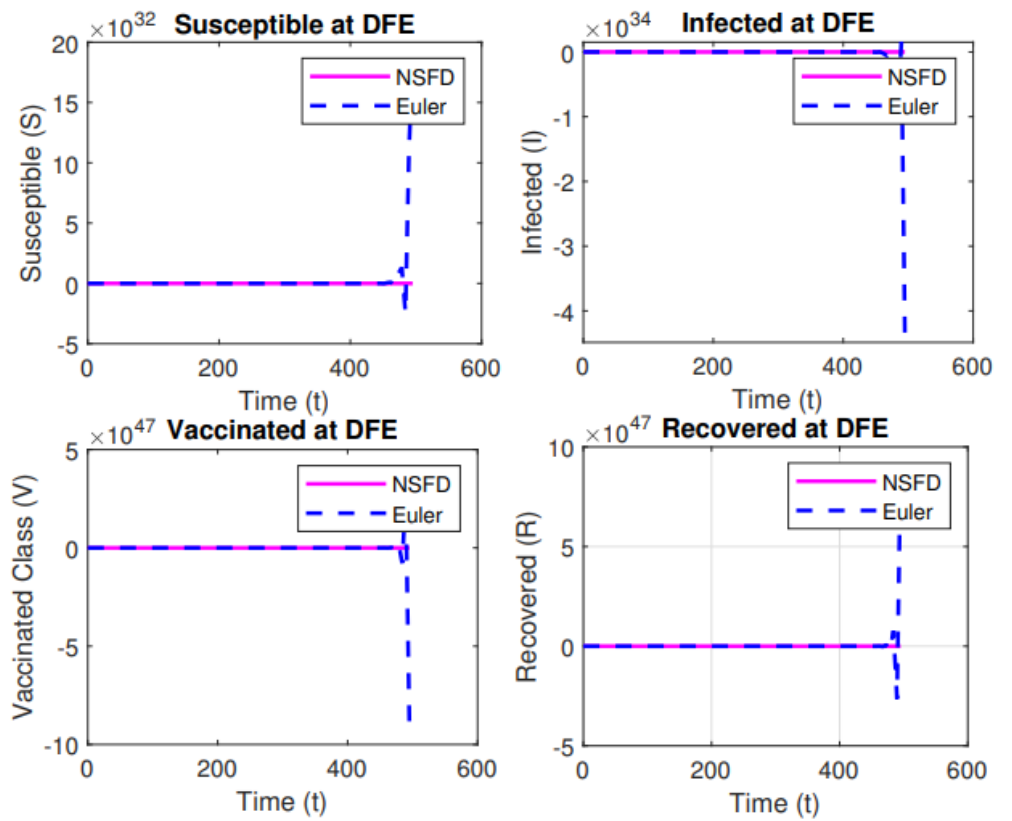 ×10^32 Susceptible at DFE
20
15
10
5
0
-5
Susceptible (S)
NSFD
Euler
0 200 400 600
Time (t)
×10^34 Infected at DFE
0
-1
-2
-3
-4
Infected (I)
NSFD
Euler
0 200 400 600
Time (t)
×10^47 Vaccinated at DFE
5
0
-5
-10
Vaccinated Class (V)
NSFD
Euler
0 200 400 600
Time (t)
×10^47 Recovered at DFE
10
5
0
-5
Recovered (R)
NSFD
Euler
0 200 400 600
Time (t)